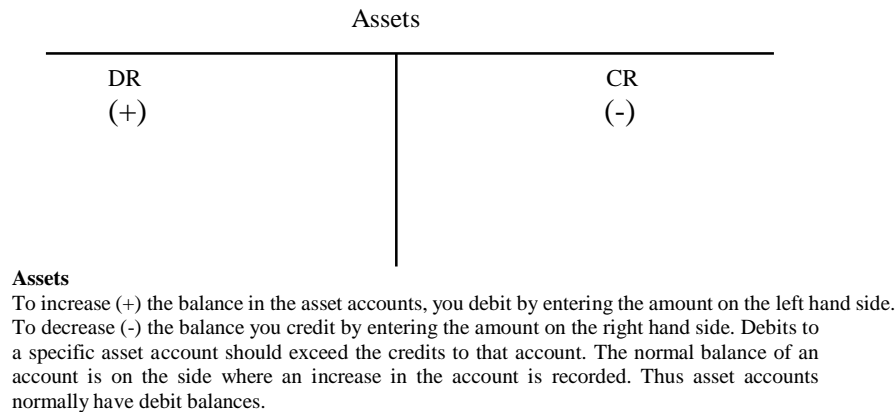 Assets
DR CR
(+) (-)
Assets
To increase (+) the balance in the asset accounts, you debit by entering the amount on the left hand side.
To decrease (-) the balance you credit by entering the amount on the right hand side. Debits to
a specific asset account should exceed the credits to that account. The normal balance of an
account is on the side where an increase in the account is recorded. Thus asset accounts
normally have debit balances.